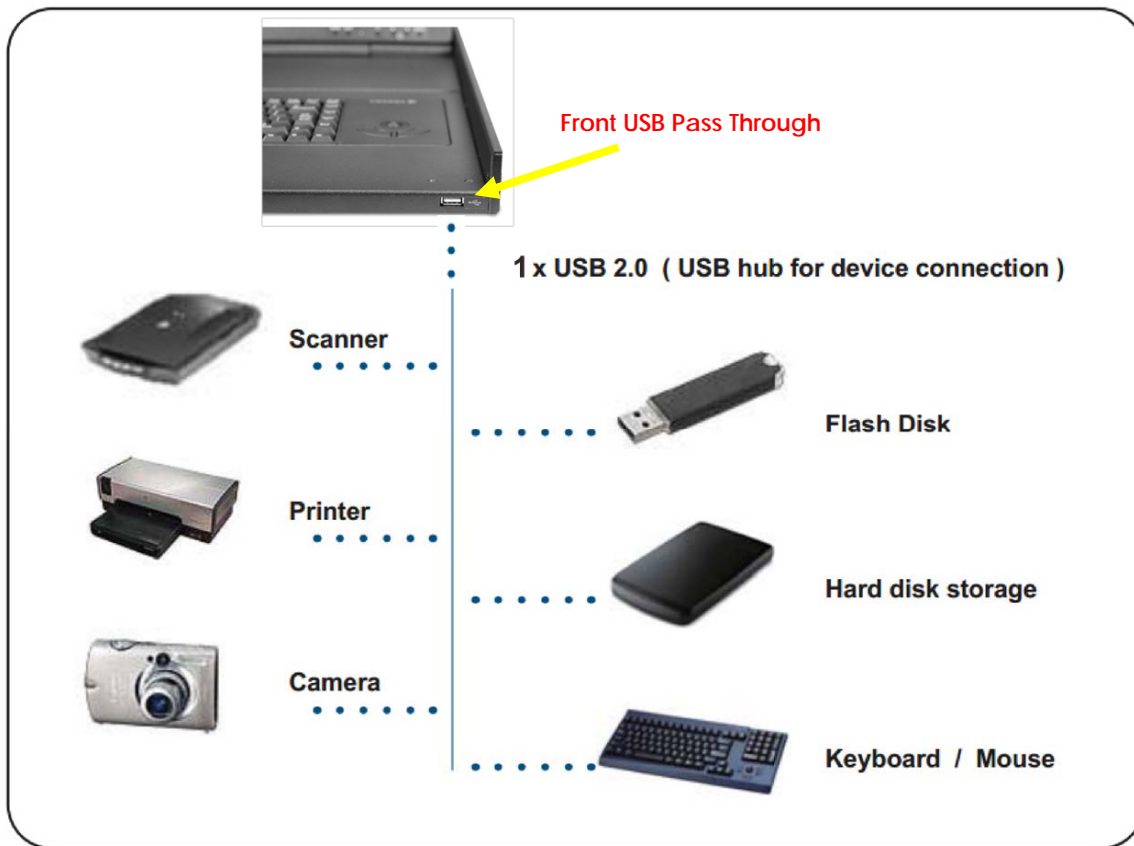 Front USB Pass Through
1 x USB 2.0 ( USB hub for device connection )
Scanner
Flash Disk
Printer
Hard disk storage
Camera
Keyboard / Mouse